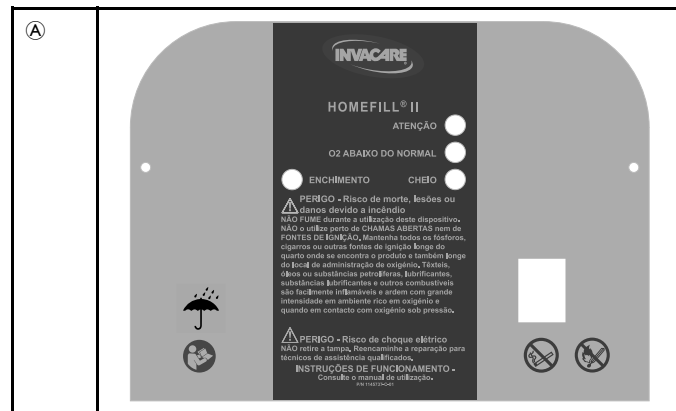 Ⓐ
INVACARE
HOMEFILL® II
ATENÇÃO
O2 ABAIXO DO NORMAL
ENCHIMENTO CHEIO
PERIGO - Risco de morte, lesões ou
danos devido a incêndio
NÃO FUME durante a utilização deste dispositivo.
NÃO o utilize perto de CHAMAS ABERTAS nem de
FONTES DE IGNIÇÃO. Mantenha todos os fósforos,
cigarros ou outras fontes de ignição longe do
quarto onde se encontra o produto e também longe
do local de administração de oxigénio. Têxteis,
óleos ou substâncias petrolíferas, lubrificantes,
substâncias lubrificantes e outros combustíveis
são facilmente inflamáveis e ardem com grande
intensidade em ambiente rico em oxigénio e
quando em contacto com oxigénio sob pressão.
PERIGO - Risco de choque elétrico
NÃO retire a tampa. Reencaminhe a reparação para
técnicos de assistência qualificados.
INSTRUÇÕES DE FUNCIONAMENTO -
Consulte o manual de utilização.